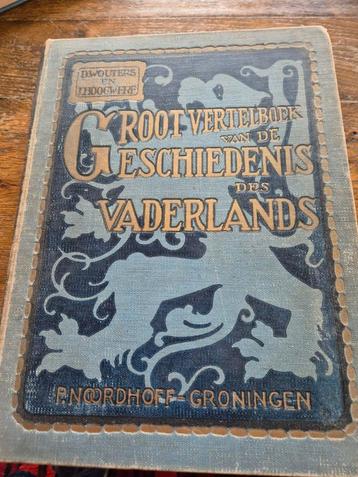 D.WOUTERS
EN
J.HOOGWERF
GROOT VERTELBOEK
VAN DE
GESCHIEDENIS
DES
VADERLANDS
P.NOORDHOFF-GRONINGEN